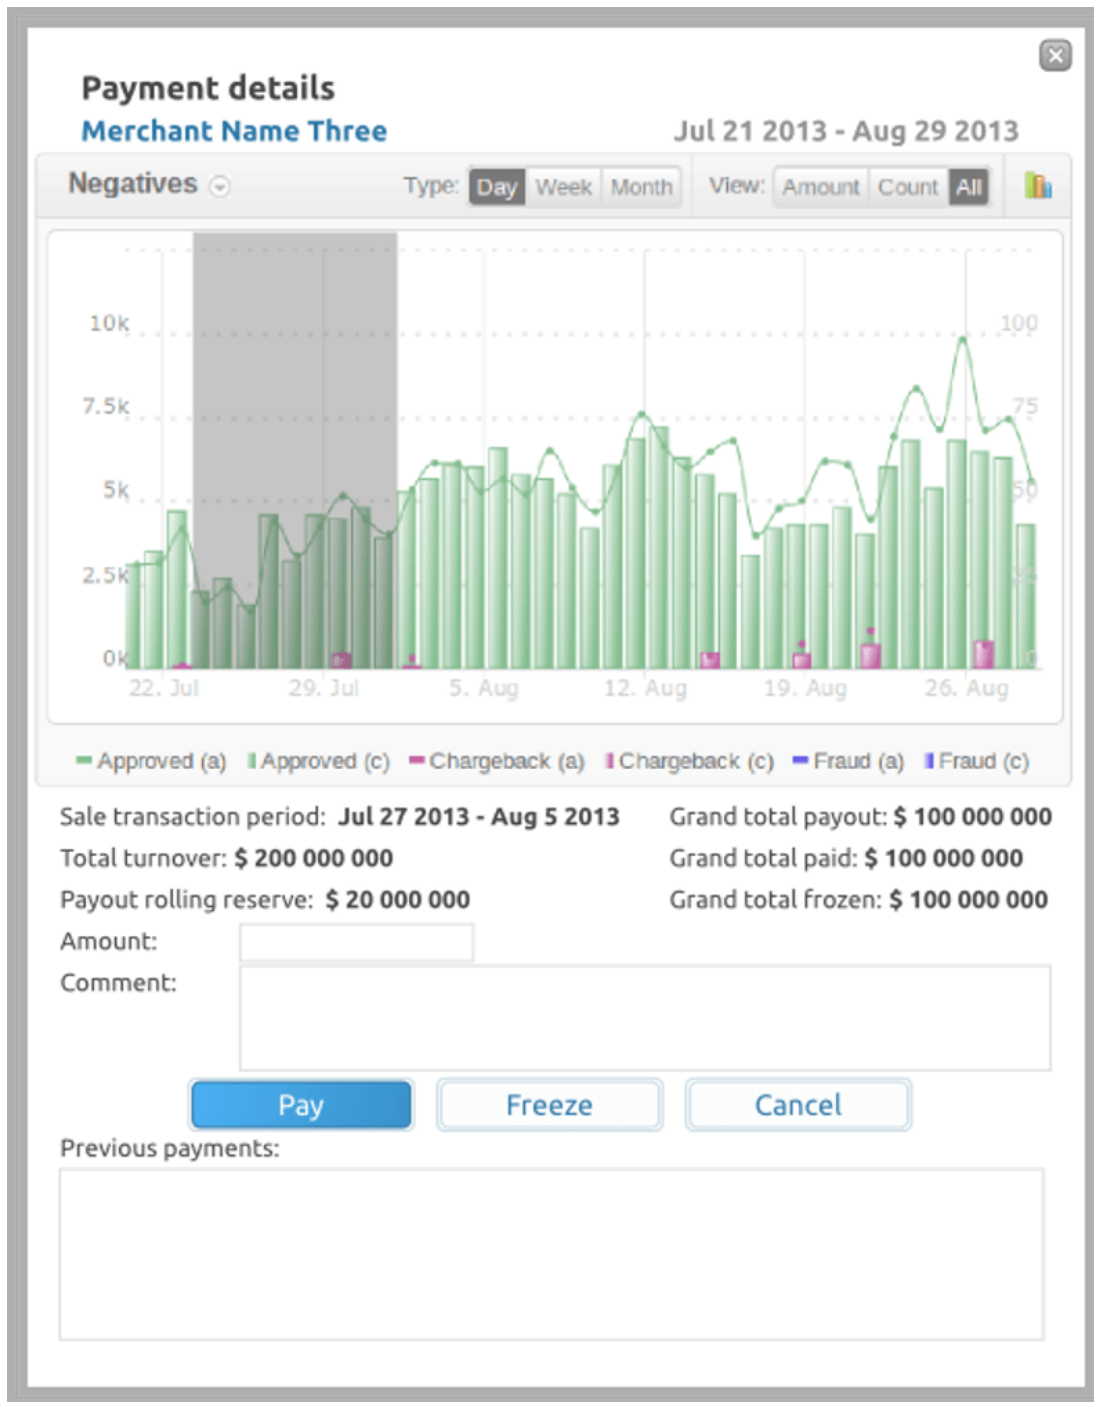 Payment details
Merchant Name Three
Jul 21 2013 - Aug 29 2013
Negatives Type: Day Week Month View: Amount Count All
10k 100
7.5k 75
5k 50
2.5k 25
0k 0
22. Jul 29. Jul 5. Aug 12. Aug 19. Aug 26. Aug
Approved (a) Approved (c) Chargeback (a) Chargeback (c) Fraud (a) Fraud (c)
Sale transaction period: Jul 27 2013 - Aug 5 2013 Grand total payout: $ 100 000 000
Total turnover: $ 200 000 000 Grand total paid: $ 100 000 000
Payout rolling reserve: $ 20 000 000 Grand total frozen: $ 100 000 000
Amount:
Comment:
Pay Freeze Cancel
Previous payments: